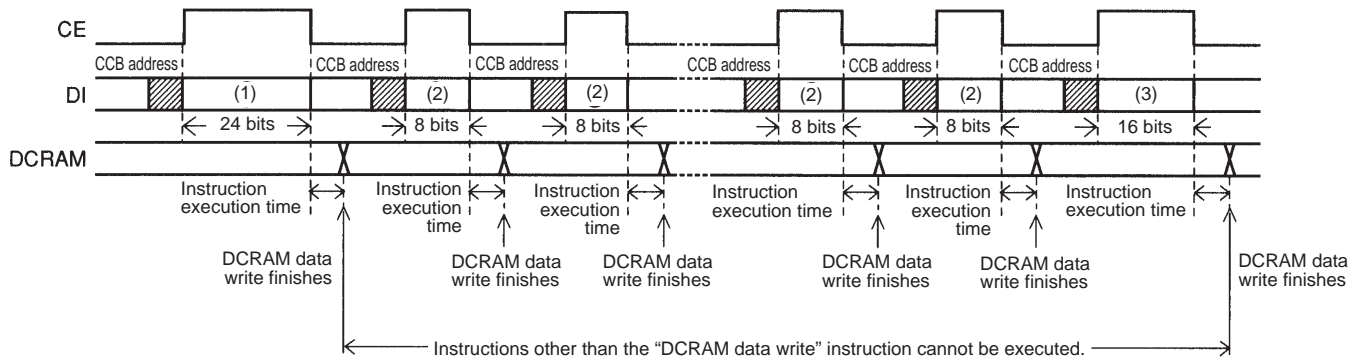 CE
CCB address CCB address CCB address CCB address CCB address CCB address
DI (1) (2) (2) (2) (2) (3)
24 bits 8 bits 8 bits 8 bits 8 bits 16 bits
DCRAM
Instruction execution time
Instruction execution time
Instruction execution time
Instruction execution time
Instruction execution time
Instruction execution time
DCRAM data write finishes
DCRAM data write finishes
DCRAM data write finishes
DCRAM data write finishes
DCRAM data write finishes
DCRAM data write finishes
Instructions other than the “DCRAM data write” instruction cannot be executed.